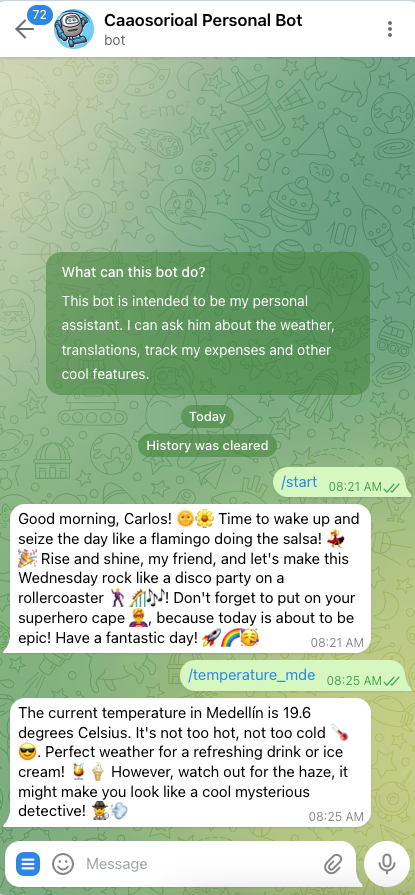 72
Caaosorioal Personal Bot
bot
What can this bot do?
This bot is intended to be my personal
assistant. I can ask him about the weather,
translations, track my expenses and other
cool features.
Today
History was cleared
/start 08:21 AM
Good morning, Carlos! 🌞🌼 Time to wake up and
seize the day like a flamingo doing the salsa! 💃
🎉 Rise and shine, my friend, and let's make this
Wednesday rock like a disco party on a
rollercoaster 🕺🎢🎶! Don't forget to put on your
superhero cape 🦸, because today is about to be
epic! Have a fantastic day! 🚀🌈🥳 08:21 AM
/temperature_mde 08:25 AM
The current temperature in Medellín is 19.6
degrees Celsius. It's not too hot, not too cold 🌡️
😎. Perfect weather for a refreshing drink or ice
cream! 🍹🍦 However, watch out for the haze, it
might make you look like a cool mysterious
detective! 🕵️💨 08:25 AM
Message